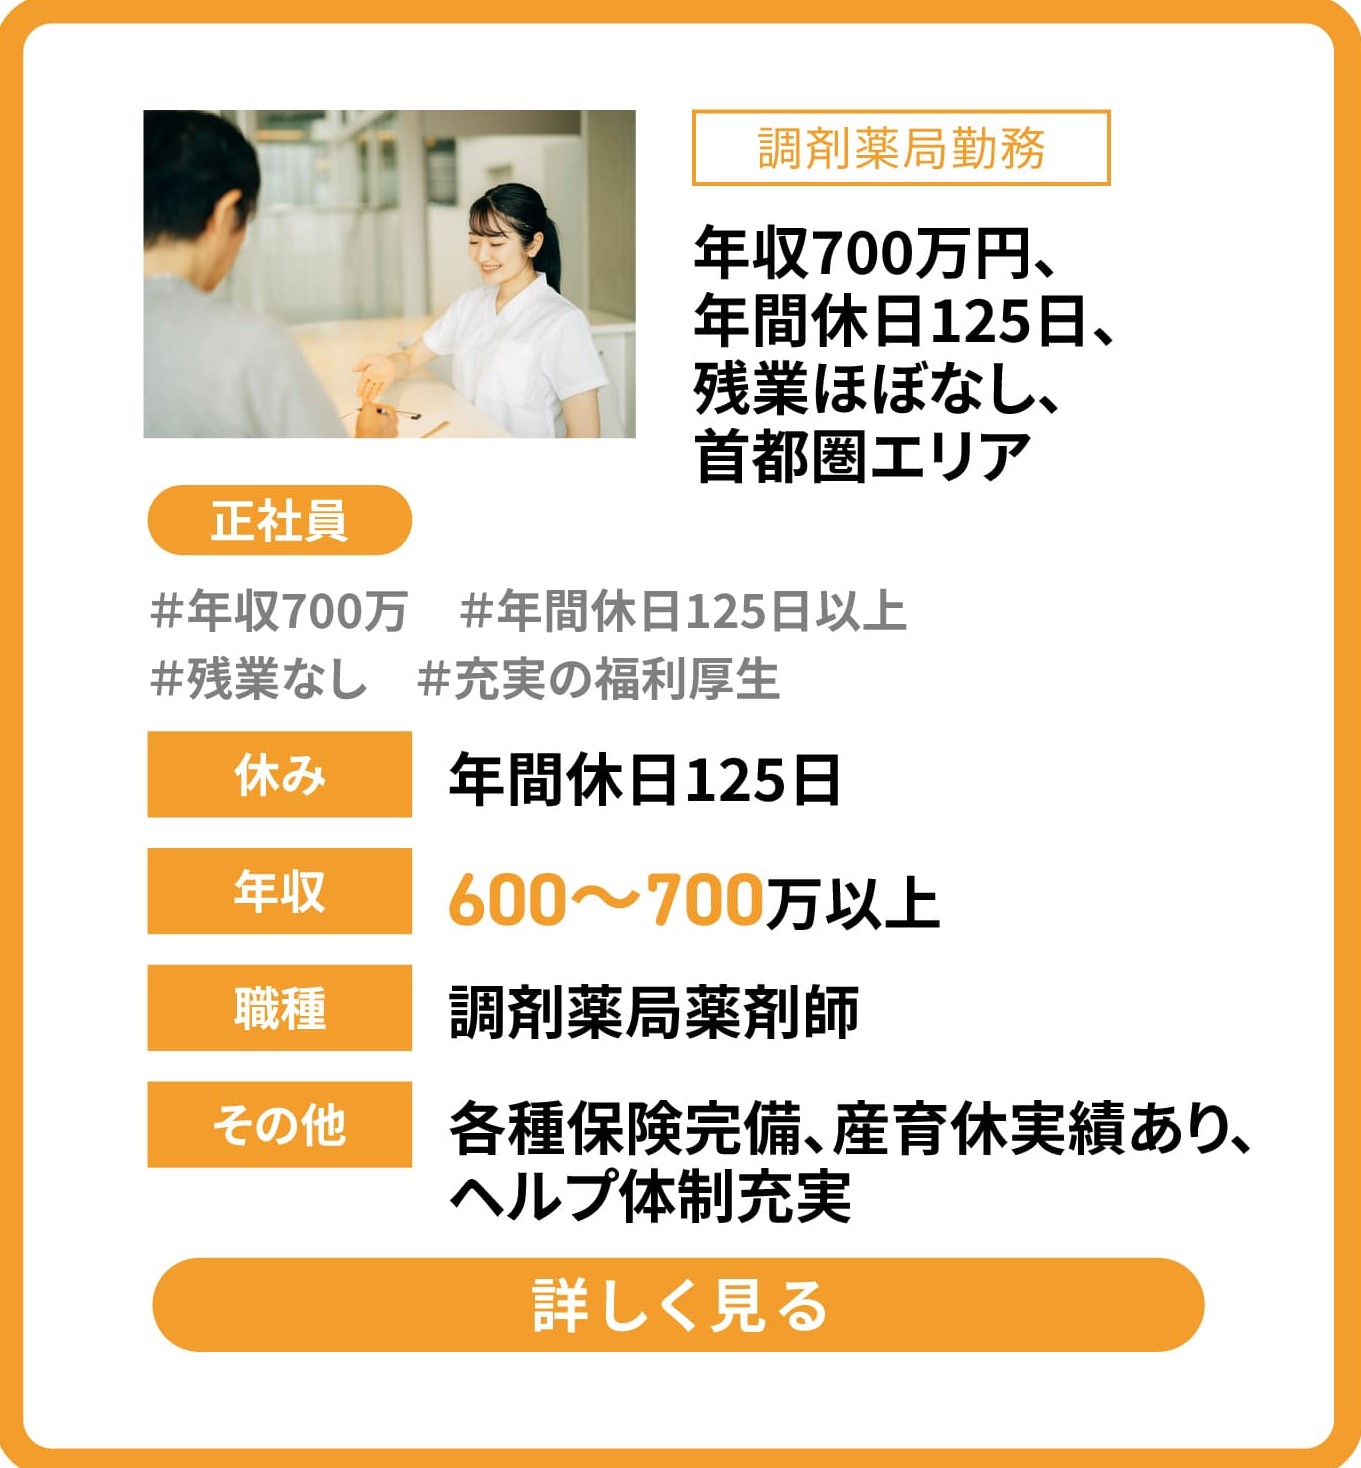 調剤薬局勤務
年収700万円、
年間休日125日、
残業ほぼなし、
首都圏エリア
正社員
＃年収700万　＃年間休日125日以上
＃残業なし　＃充実の福利厚生
休み　年間休日125日
年収　600～700万以上
職種　調剤薬局薬剤師
その他　各種保険完備、産育休実績あり、
ヘルプ体制充実
詳しく見る